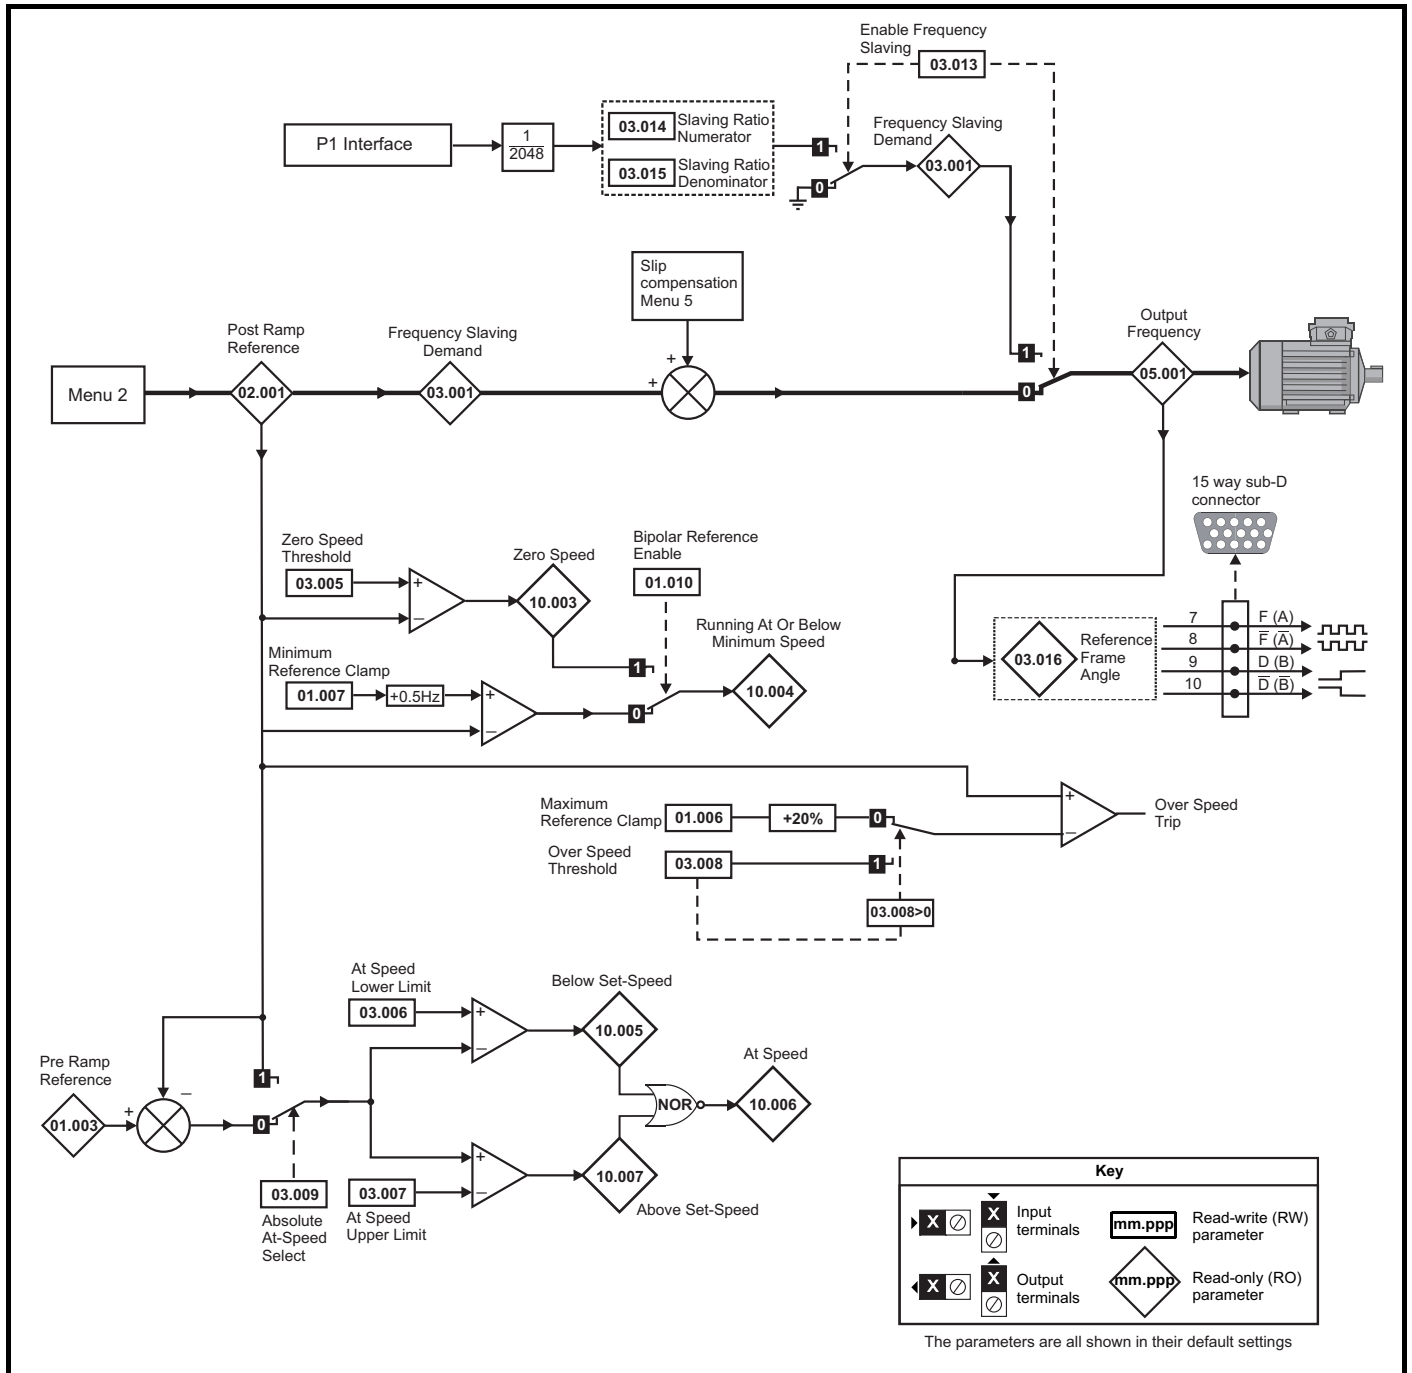 Enable Frequency
Slaving
03.013
P1 Interface
1
2048
03.014
Slaving Ratio
Numerator
03.015
Slaving Ratio
Denominator
1
0
Frequency Slaving
Demand
03.001
Slip
compensation
Menu 5
Menu 2
Post Ramp
Reference
02.001
Frequency Slaving
Demand
03.001
+
+
1
0
Output
Frequency
05.001
15 way sub-D
connector
Zero Speed
Threshold
03.005
+
–
Zero Speed
10.003
Bipolar Reference
Enable
01.010
Running At Or Below
Minimum Speed
10.004
Minimum
Reference Clamp
01.007
+0.5Hz
+
–
1
0
03.016
Reference
Frame
Angle
7
F (A)
8
F̅ (A̅)
9
D (B)
10
D̅ (B̅)
Maximum
Reference Clamp
01.006
+20%
0
Over Speed
Threshold
03.008
1
03.008>0
+
–
Over Speed
Trip
At Speed
Lower Limit
03.006
+
–
Below Set-Speed
10.005
Pre Ramp
Reference
01.003
+
–
1
0
03.009
Absolute
At-Speed
Select
03.007
At Speed
Upper Limit
+
–
10.007
Above Set-Speed
NOR
At Speed
10.006
Key
X
X
Input
terminals
mm.ppp
Read-write (RW)
parameter
X
X
Output
terminals
mm.ppp
Read-only (RO)
parameter
The parameters are all shown in their default settings